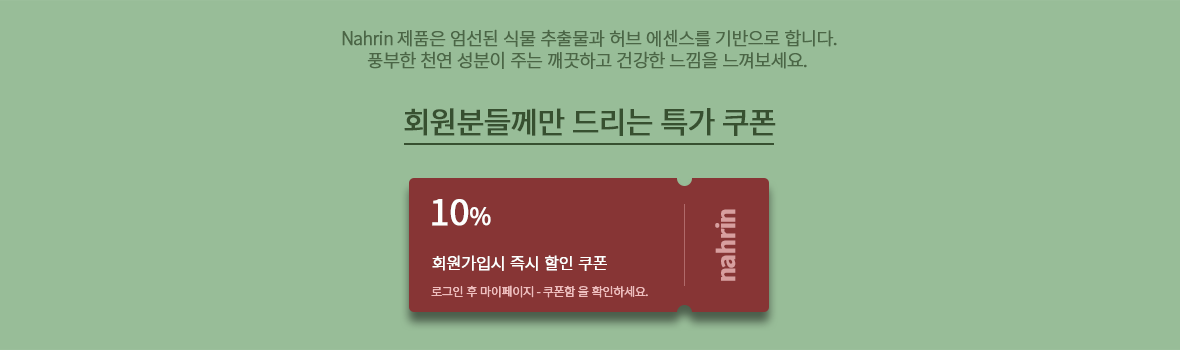 Nahrin 제품은 엄선된 식물 추출물과 허브 에센스를 기반으로 합니다.
풍부한 천연 성분이 주는 깨끗하고 건강한 느낌을 느껴보세요.
회원분들께만 드리는 특가 쿠폰
10%
회원가입시 즉시 할인 쿠폰
로그인 후 마이페이지 - 쿠폰함 을 확인하세요.
nahrin